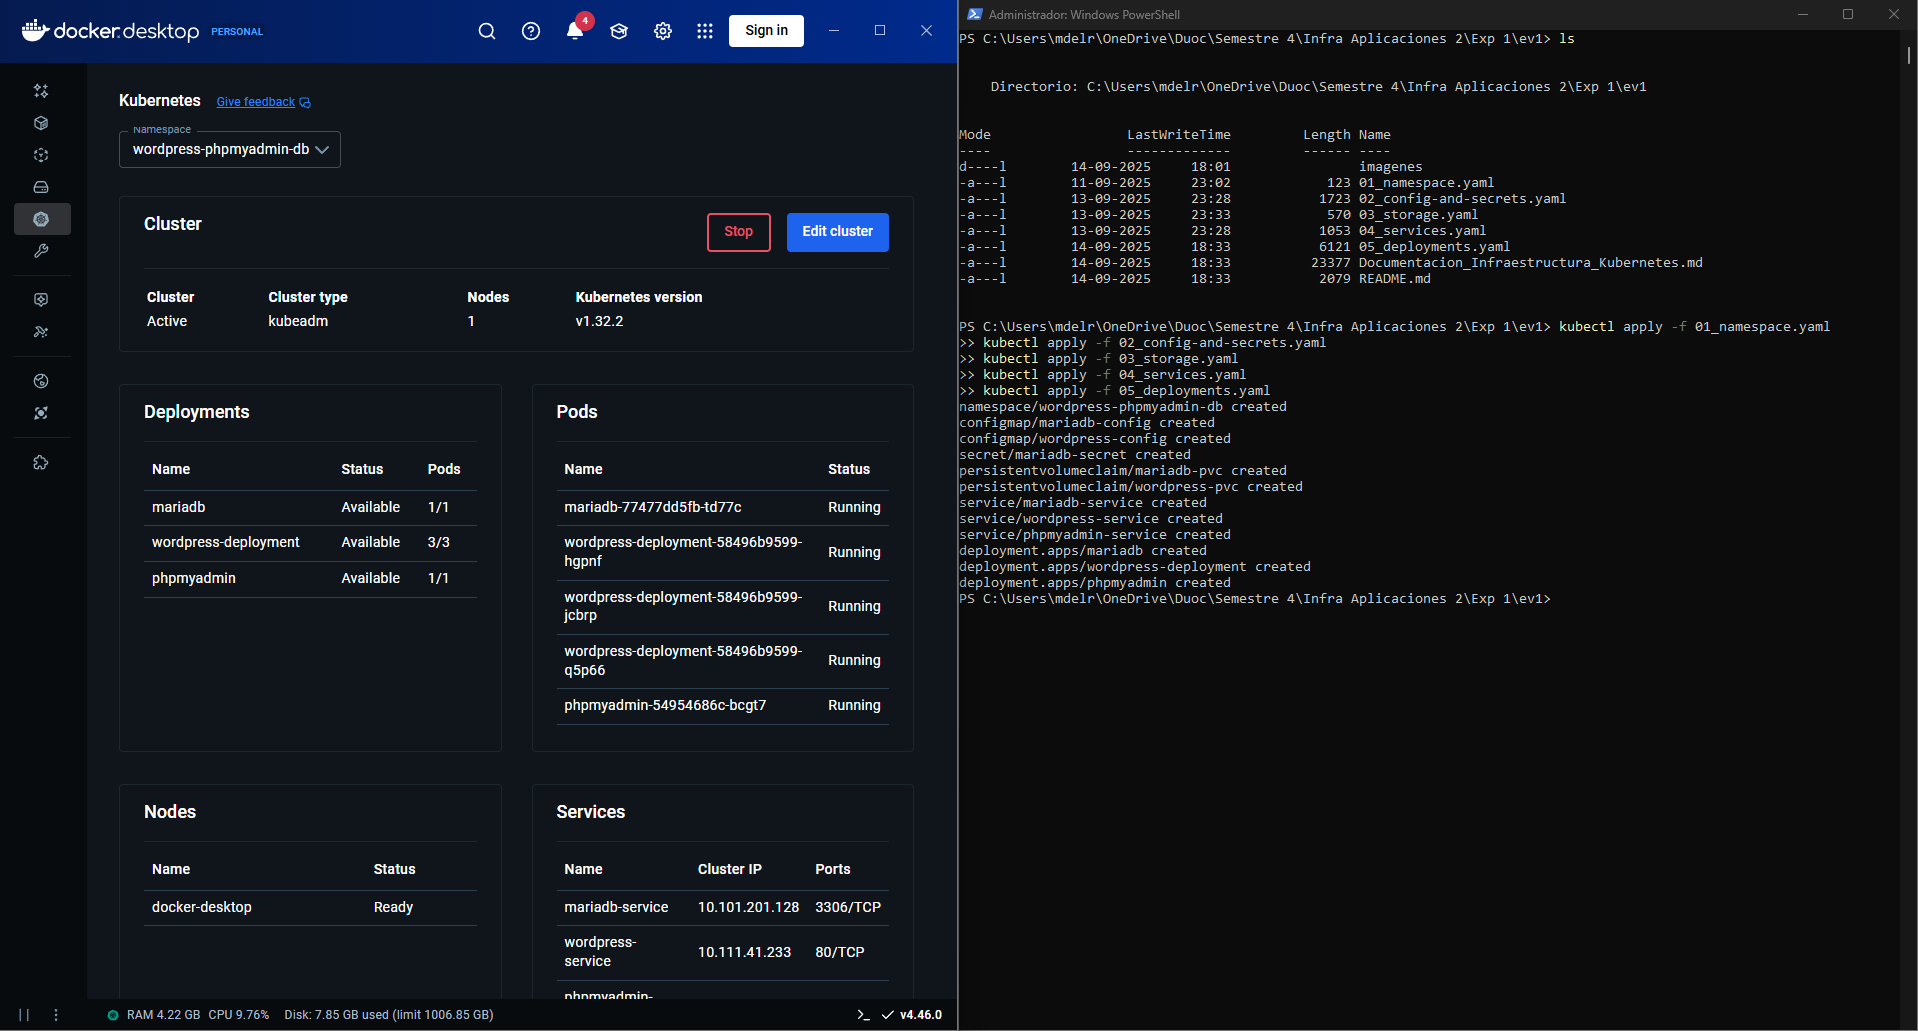 docker.desktop PERSONAL
4
Sign in
Kubernetes Give feedback
Namespace
wordpress-phpmyadmin-db
Cluster
Stop
Edit cluster
Cluster Cluster type Nodes Kubernetes version
Active kubeadm 1 v1.32.2
Deployments
Name Status Pods
mariadb Available 1/1
wordpress-deployment Available 3/3
phpmyadmin Available 1/1
Pods
Name Status
mariadb-77477dd5fb-td77c Running
wordpress-deployment-58496b9599-
hgpnf
Running
wordpress-deployment-58496b9599-
jcbrp
Running
wordpress-deployment-58496b9599-
q5p66
Running
phpmyadmin-54954686c-bcgt7 Running
Nodes
Name Status
docker-desktop Ready
Services
Name Cluster IP Ports
mariadb-service 10.101.201.128 3306/TCP
wordpress-
service
10.111.41.233 80/TCP
phpmyadmin-
RAM 4.22 GB CPU 9.76% Disk: 7.85 GB used (limit 1006.85 GB)
>_ v4.46.0
Administrador: Windows PowerShell
PS C:\Users\mdelr\OneDrive\Duoc\Semestre 4\Infra Aplicaciones 2\Exp 1\ev1> ls
Directorio: C:\Users\mdelr\OneDrive\Duoc\Semestre 4\Infra Aplicaciones 2\Exp 1\ev1
Mode LastWriteTime Length Name
---- ------------- ------ ----
d----l 14-09-2025 18:01 imagenes
-a---l 11-09-2025 23:02 123 01_namespace.yaml
-a---l 13-09-2025 23:28 1723 02_config-and-secrets.yaml
-a---l 13-09-2025 23:33 570 03_storage.yaml
-a---l 13-09-2025 23:28 1053 04_services.yaml
-a---l 14-09-2025 18:33 6121 05_deployments.yaml
-a---l 14-09-2025 18:33 23377 Documentacion_Infraestructura_Kubernetes.md
-a---l 14-09-2025 18:33 2079 README.md
PS C:\Users\mdelr\OneDrive\Duoc\Semestre 4\Infra Aplicaciones 2\Exp 1\ev1> kubectl apply -f 01_namespace.yaml
>> kubectl apply -f 02_config-and-secrets.yaml
>> kubectl apply -f 03_storage.yaml
>> kubectl apply -f 04_services.yaml
>> kubectl apply -f 05_deployments.yaml
namespace/wordpress-phpmyadmin-db created
configmap/mariadb-config created
configmap/wordpress-config created
secret/mariadb-secret created
persistentvolumeclaim/mariadb-pvc created
persistentvolumeclaim/wordpress-pvc created
service/mariadb-service created
service/wordpress-service created
service/phpmyadmin-service created
deployment.apps/mariadb created
deployment.apps/wordpress-deployment created
deployment.apps/phpmyadmin created
PS C:\Users\mdelr\OneDrive\Duoc\Semestre 4\Infra Aplicaciones 2\Exp 1\ev1>